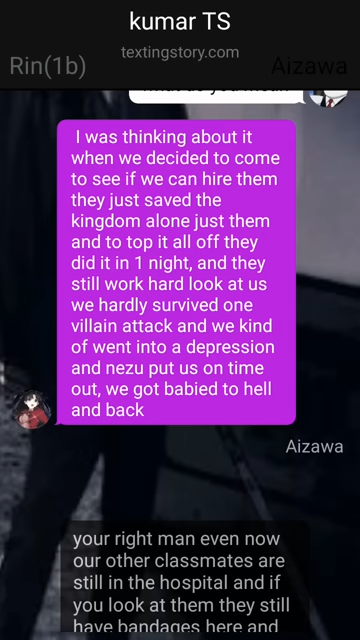 kumar TS
textingstory.com
Rin(1b)
Aizawa
I was thinking about it
when we decided to come
to see if we can hire them
they just saved the
kingdom alone just them
and to top it all off they
did it in 1 night, and they
still work hard look at us
we hardly survived one
villain attack and we kind
of went into a depression
and nezu put us on time
out, we got babied to hell
and back
Aizawa
your right man even now
our other classmates are
still in the hospital and if
you look at them they still
have bandages here and